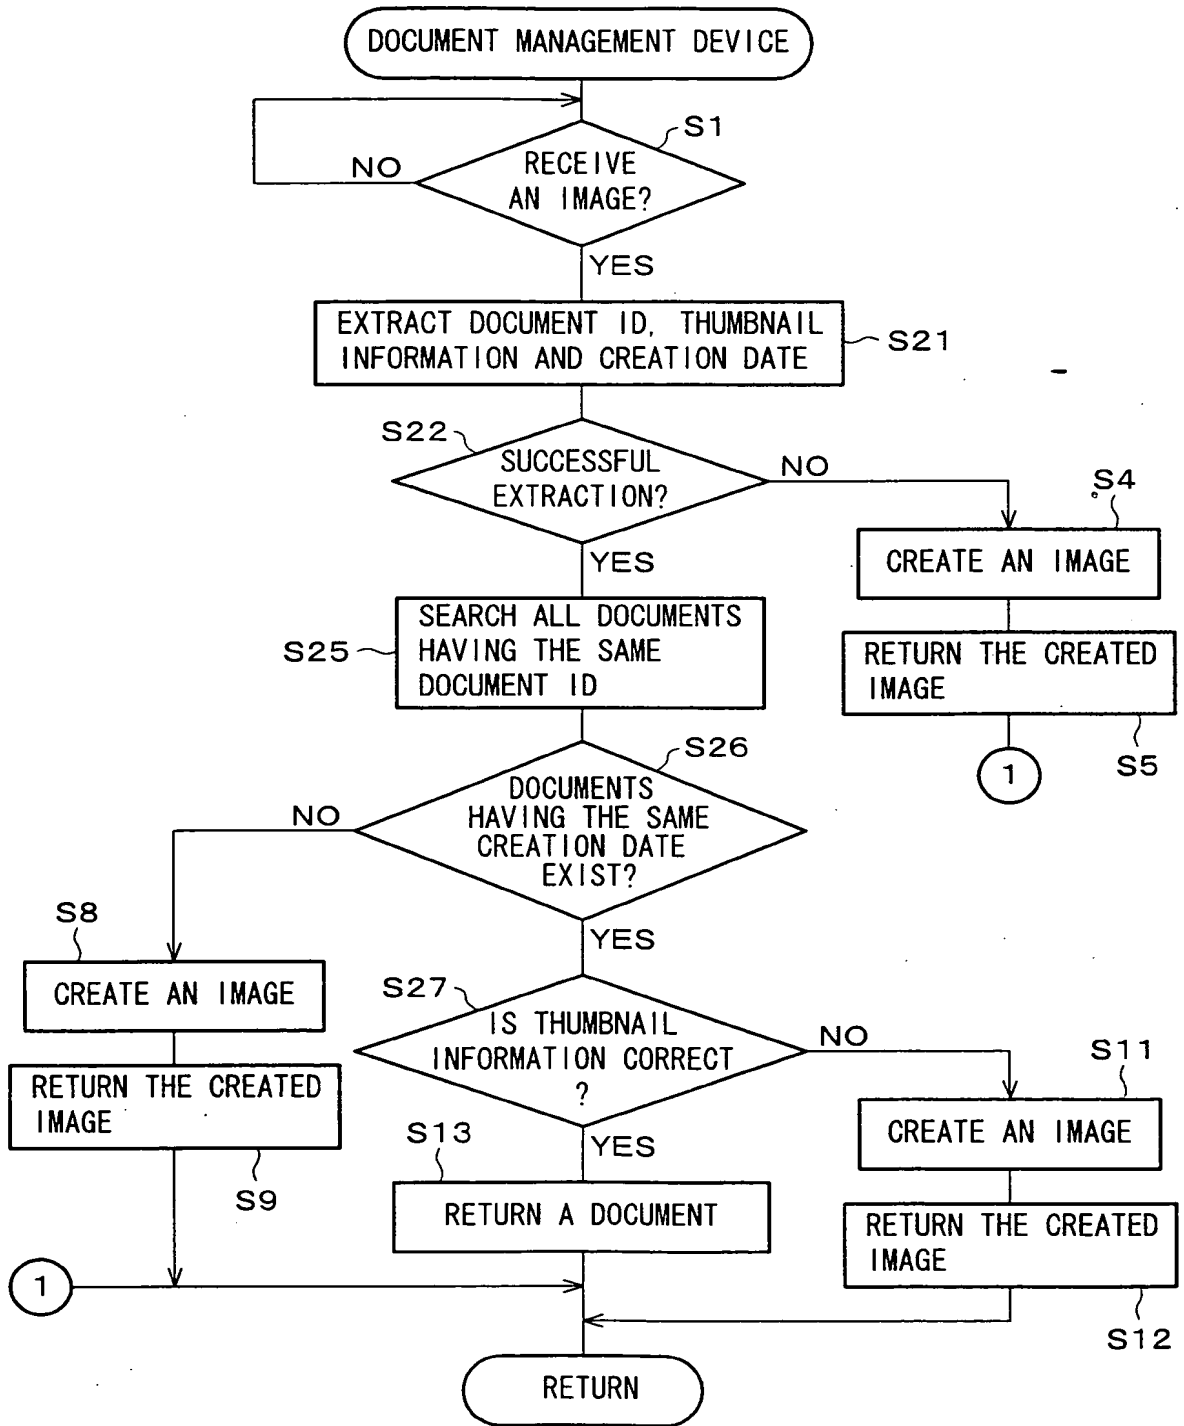 DOCUMENT MANAGEMENT DEVICE
S1
RECEIVE
AN IMAGE?
NO
YES
EXTRACT DOCUMENT ID, THUMBNAIL
INFORMATION AND CREATION DATE
S21
S22
SUCCESSFUL
EXTRACTION?
NO
YES
S4
CREATE AN IMAGE
RETURN THE CREATED
IMAGE
S5
1
S25
SEARCH ALL DOCUMENTS
HAVING THE SAME
DOCUMENT ID
S26
DOCUMENTS
HAVING THE SAME
CREATION DATE
EXIST?
NO
YES
S8
CREATE AN IMAGE
RETURN THE CREATED
IMAGE
S9
S27
IS THUMBNAIL
INFORMATION CORRECT
?
NO
YES
S11
CREATE AN IMAGE
RETURN THE CREATED
IMAGE
S12
S13
RETURN A DOCUMENT
1
RETURN